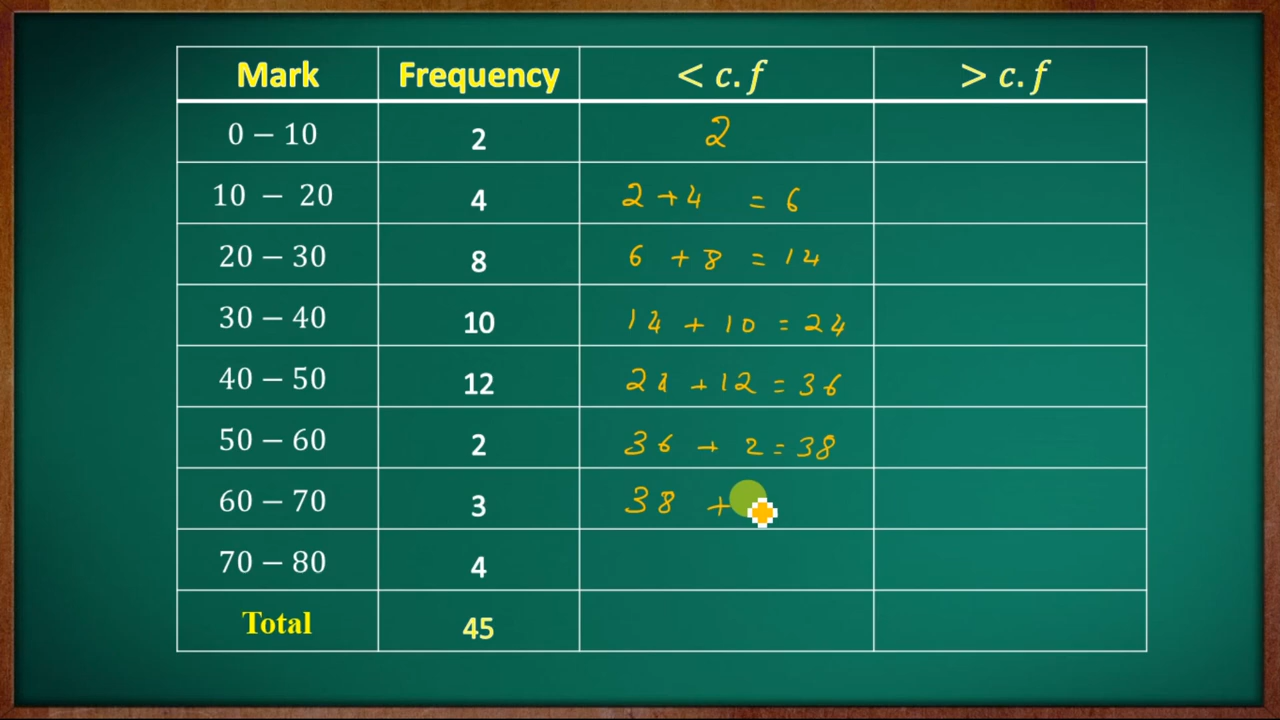 Mark Frequency < c.f > c.f
0 – 10 2 2
10 – 20 4 2 + 4 = 6
20 – 30 8 6 + 8 = 14
30 – 40 10 14 + 10 = 24
40 – 50 12 24 + 12 = 36
50 – 60 2 36 + 2 = 38
60 – 70 3 38 +
70 – 80 4
Total 45